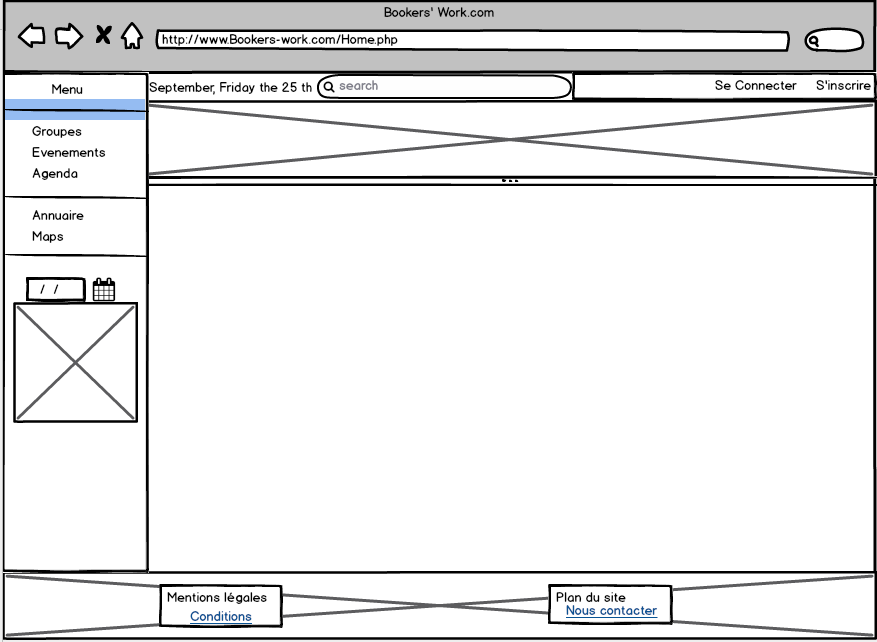 Bookers' Work.com
http://www.Bookers-work.com/Home.php
Menu
September, Friday the 25 th
search
Se Connecter
S'inscrire
Groupes
Evenements
Agenda
Annuaire
Maps
/ /
Mentions légales
Conditions
Plan du site
Nous contacter